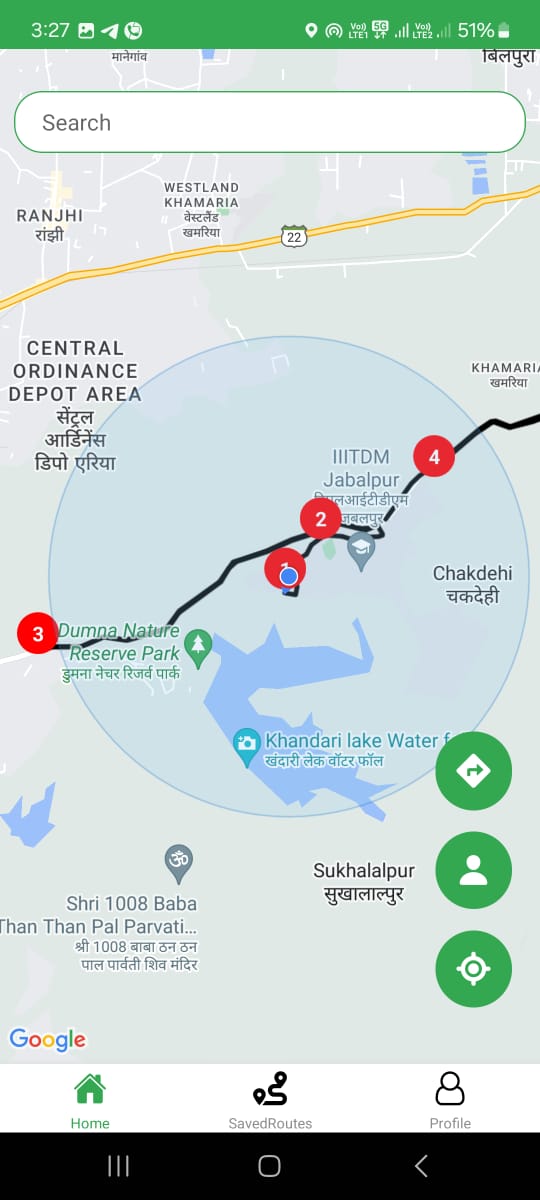 3:27
Vo))
LTE1
5G
Vo))
LTE2
51%
मानेगांव
बिलपुरा
Search
WESTLAND
KHAMARIA
वेस्टलैंड
खमरिया
RANJHI
रांझी
22
CENTRAL
ORDINANCE
DEPOT AREA
सेंट्रल
आर्डिनेंस
डिपो एरिया
KHAMARIA
खमरिया
4
IIITDM
Jabalpur
जबलपुर
2
1
Chakdehi
चकदेही
3
Dumna Nature
Reserve Park
डुमना नेचर रिजर्व पार्क
Khandari lake Water f
खंदारी लेक वॉटर फॉल
Sukhalalpur
सुखालाल्पुर
Shri 1008 Baba
Than Than Pal Parvati...
श्री 1008 बाबा ठन ठन
पाल पार्वती शिव मंदिर
Google
Home
SavedRoutes
Profile